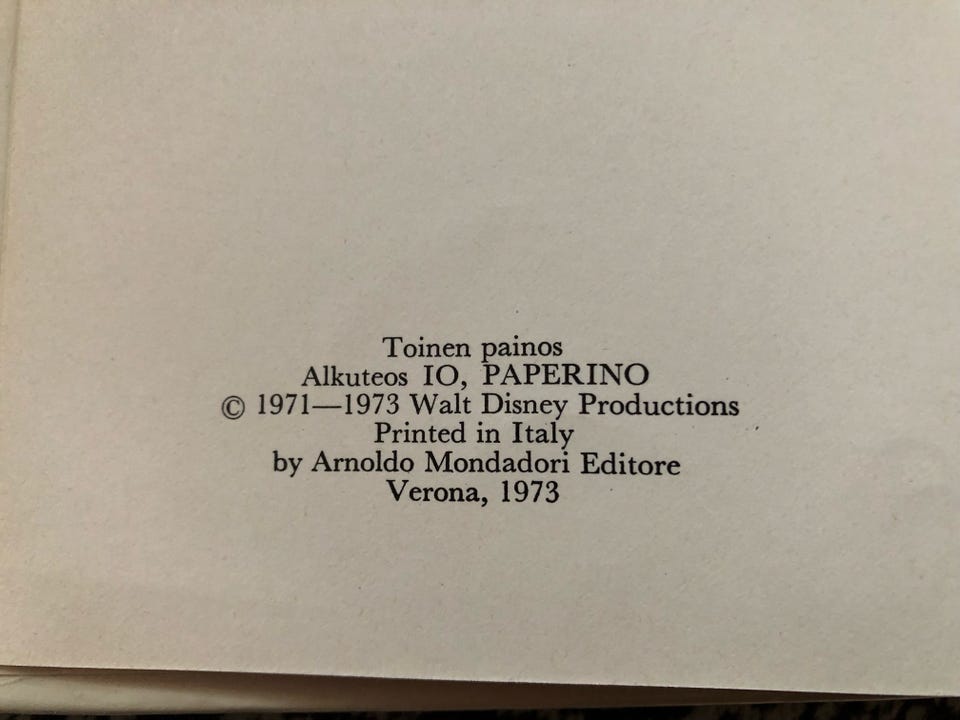 Toinen painos
Alkuteos IO, PAPERINO
© 1971—1973 Walt Disney Productions
Printed in Italy
by Arnoldo Mondadori Editore
Verona, 1973